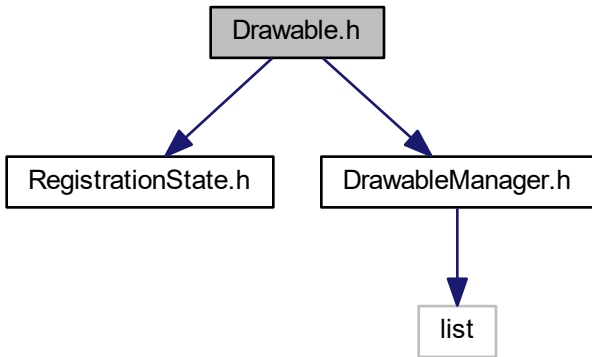 Drawable.h
RegistrationState.h
DrawableManager.h
list